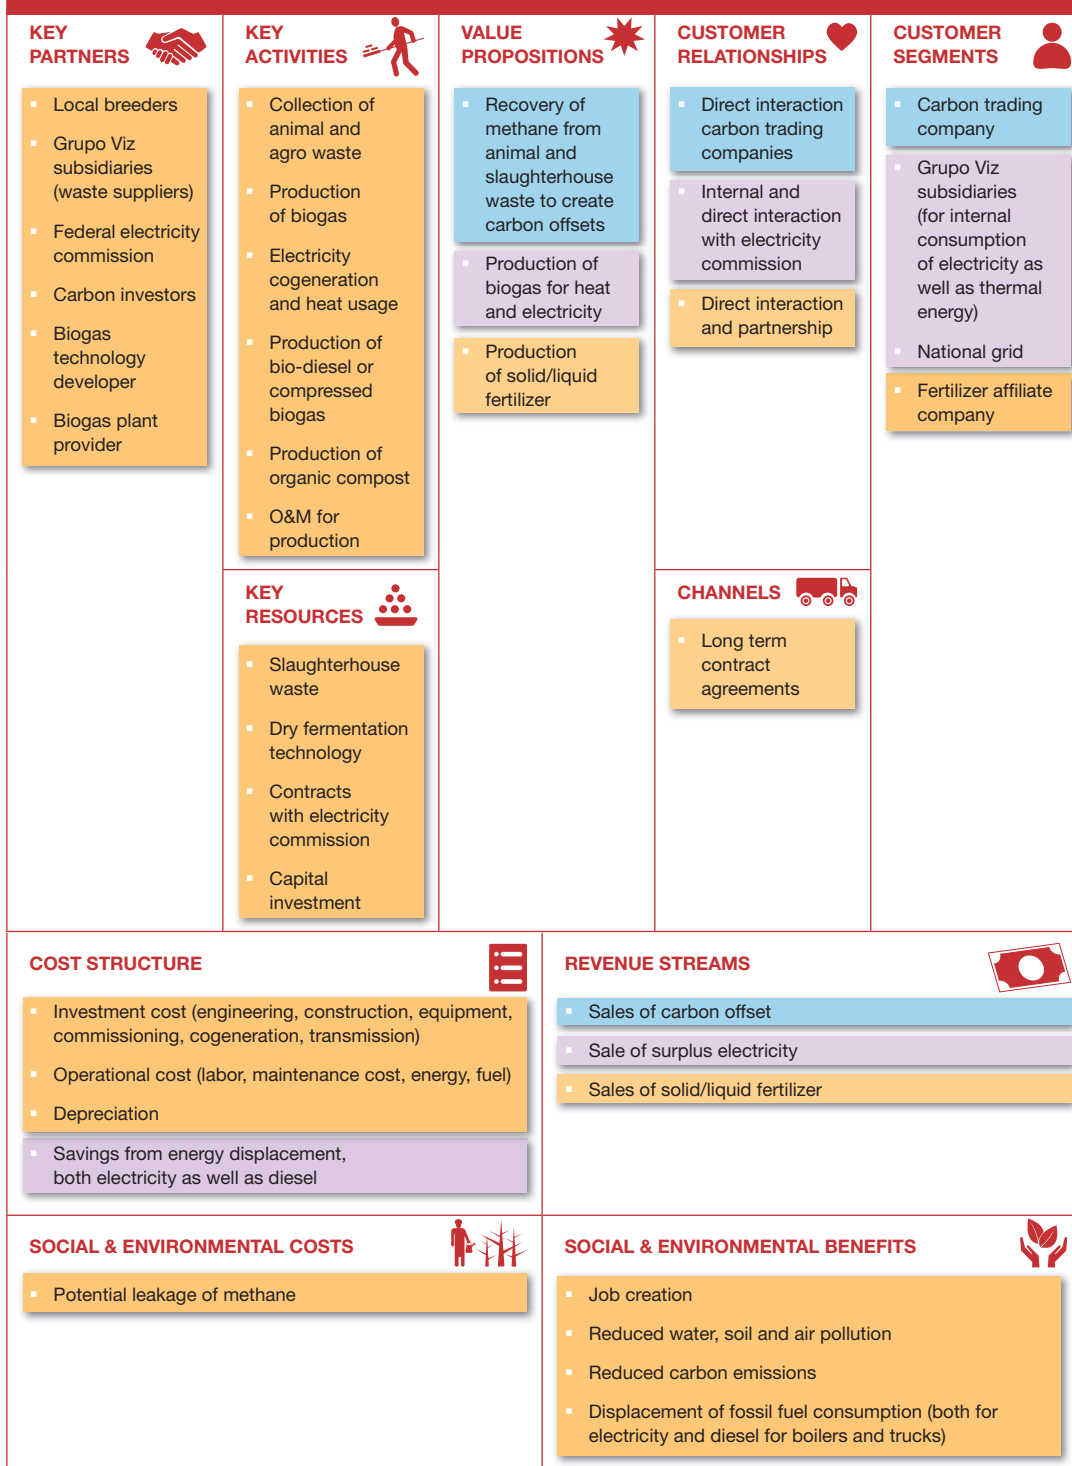 KEY
PARTNERS
Local breeders
Grupo Viz
subsidiaries
(waste suppliers)
Federal electricity
commission
Carbon investors
Biogas
technology
developer
Biogas plant
provider
KEY
ACTIVITIES
Collection of
animal and
agro waste
Production
of biogas
Electricity
cogeneration
and heat usage
Production of
bio-diesel or
compressed
biogas
Production of
organic compost
O&M for
production
KEY
RESOURCES
Slaughterhouse
waste
Dry fermentation
technology
Contracts
with electricity
commission
Capital
investment
VALUE
PROPOSITIONS
Recovery of
methane from
animal and
slaughterhouse
waste to create
carbon offsets
Production of
biogas for heat
and electricity
Production
of solid/liquid
fertilizer
CUSTOMER
RELATIONSHIPS
Direct interaction
carbon trading
companies
Internal and
direct interaction
with electricity
commission
Direct interaction
and partnership
CHANNELS
Long term
contract
agreements
CUSTOMER
SEGMENTS
Carbon trading
company
Grupo Viz
subsidiaries
(for internal
consumption
of electricity as
well as thermal
energy)
National grid
Fertilizer affiliate
company
COST STRUCTURE
Investment cost (engineering, construction, equipment,
commissioning, cogeneration, transmission)
Operational cost (labor, maintenance cost, energy, fuel)
Depreciation
Savings from energy displacement,
both electricity as well as diesel
REVENUE STREAMS
Sales of carbon offset
Sale of surplus electricity
Sales of solid/liquid fertilizer
SOCIAL & ENVIRONMENTAL COSTS
Potential leakage of methane
SOCIAL & ENVIRONMENTAL BENEFITS
Job creation
Reduced water, soil and air pollution
Reduced carbon emissions
Displacement of fossil fuel consumption (both for
electricity and diesel for boilers and trucks)